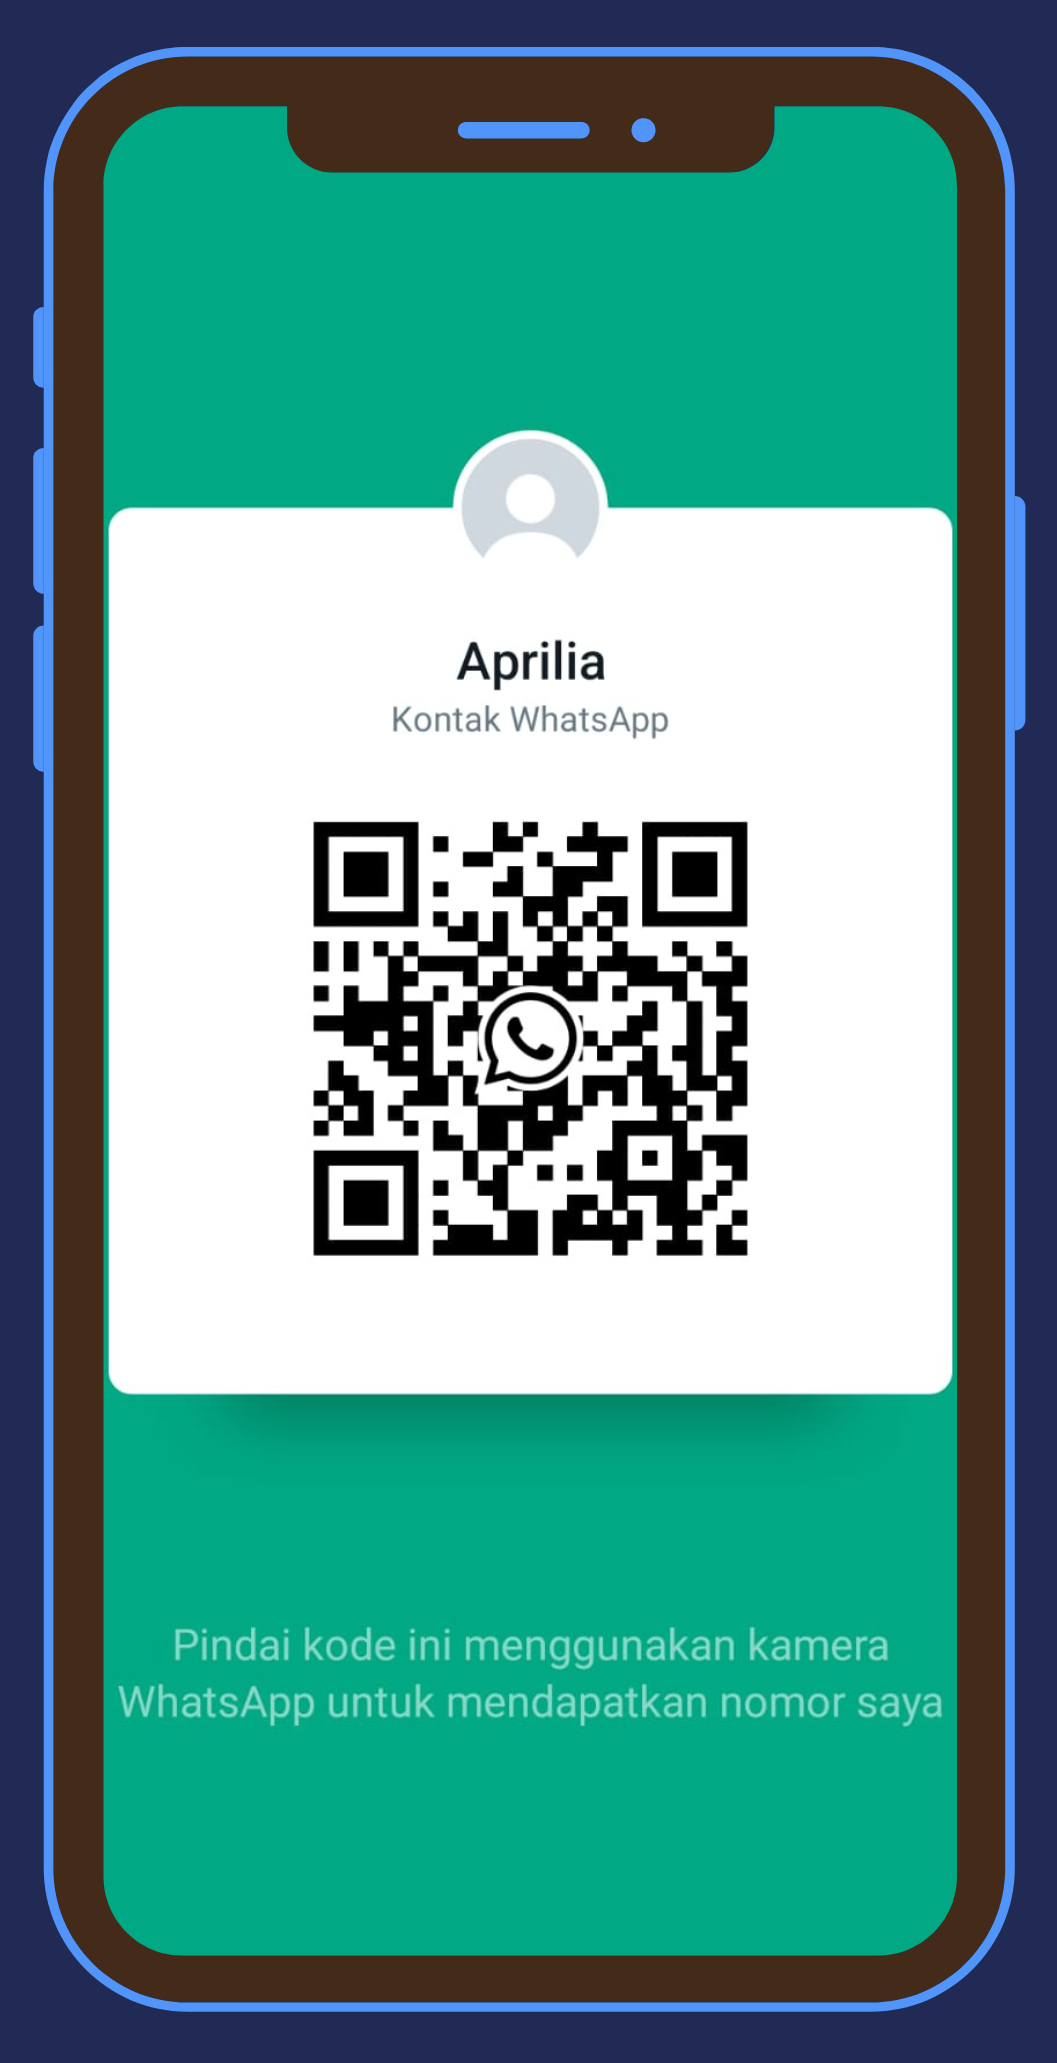 Aprilia
Kontak WhatsApp
Pindai kode ini menggunakan kamera
WhatsApp untuk mendapatkan nomor saya